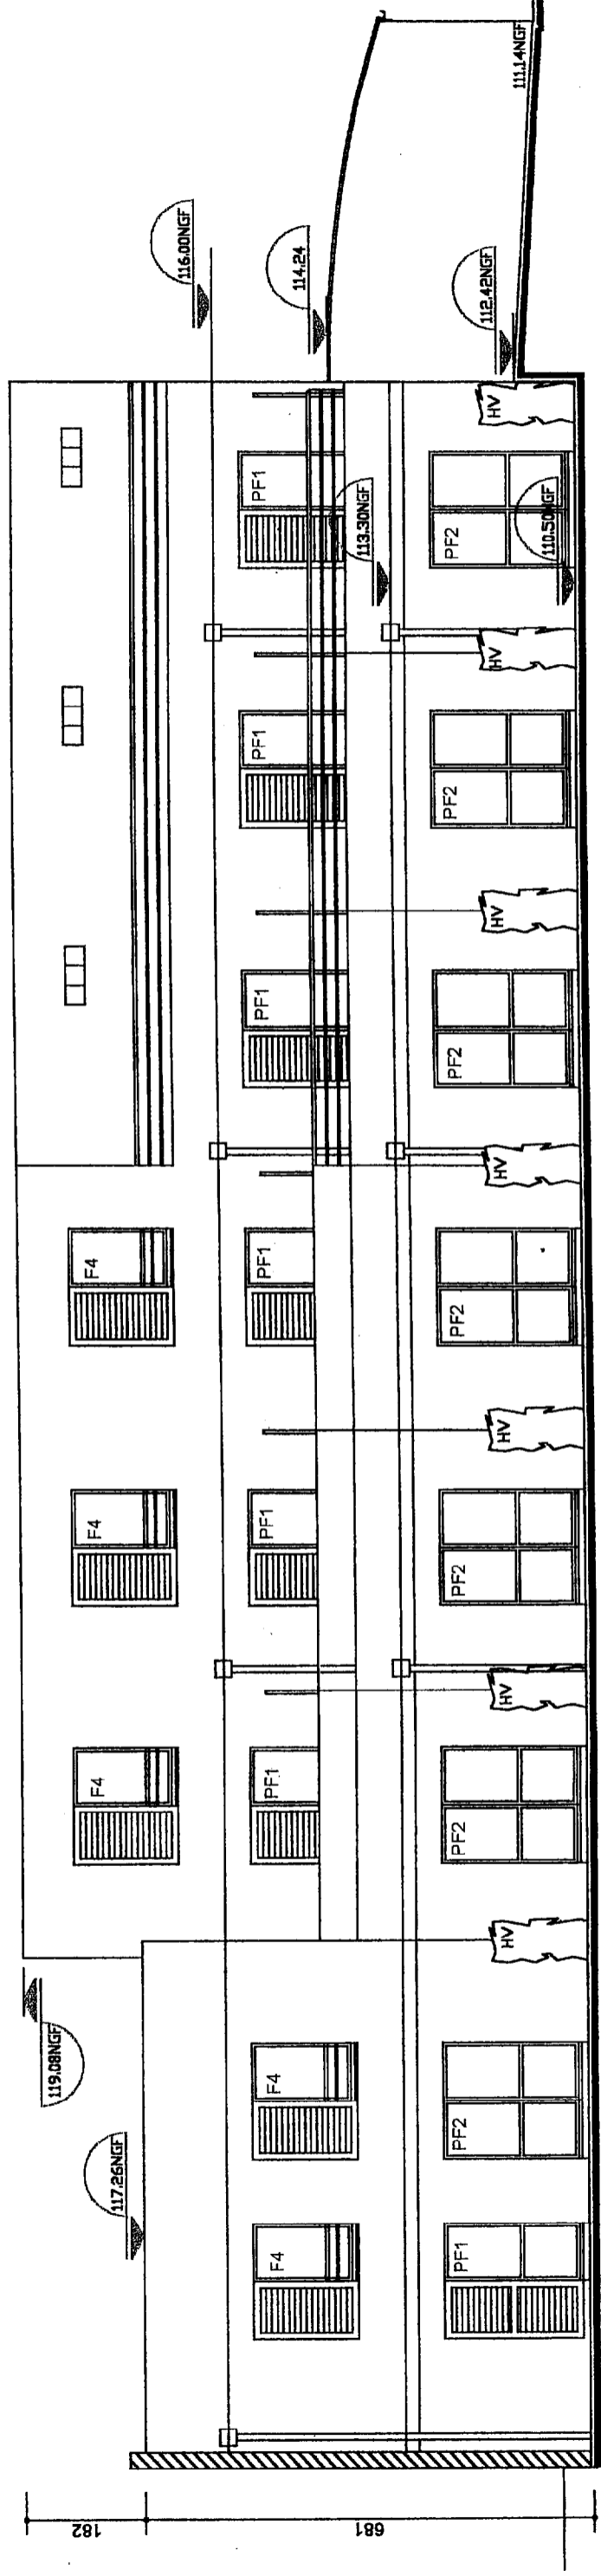 182
681
119.08NGF
117.26NGF
116.00NGF
114.24
112.42NGF
111.14NGF
113.30NGF
110.50NGF
F4
F4
F4
F4
F4
PF1
PF1
PF1
PF1
PF1
PF1
PF1
PF2
PF2
PF2
PF2
PF2
PF2
PF2
HV
HV
HV
HV
HV
HV
HV